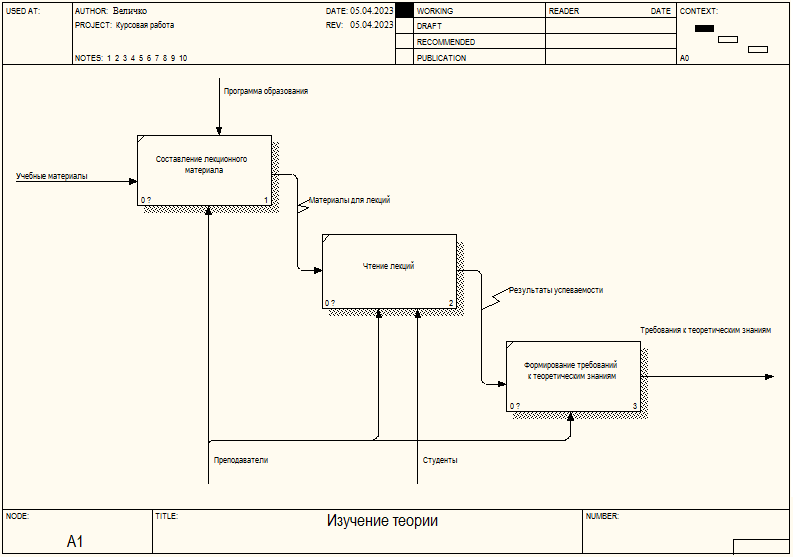 USED AT:
AUTHOR: Величко
DATE: 05.04.2023
WORKING
READER
DATE
CONTEXT:
PROJECT: Курсовая работа
REV: 05.04.2023
DRAFT
RECOMMENDED
NOTES: 1 2 3 4 5 6 7 8 9 10
PUBLICATION
A0
Программа образования
Составление лекционного
материала
Учебные материалы
0 ?
1
Материалы для лекций
Чтение лекций
0 ?
2
Результаты успеваемости
Требования к теоретическим знаниям
Формирование требований
к теоретическим знаниям
0 ?
3
Преподаватели
Студенты
NODE:
TITLE:
NUMBER:
A1
Изучение теории